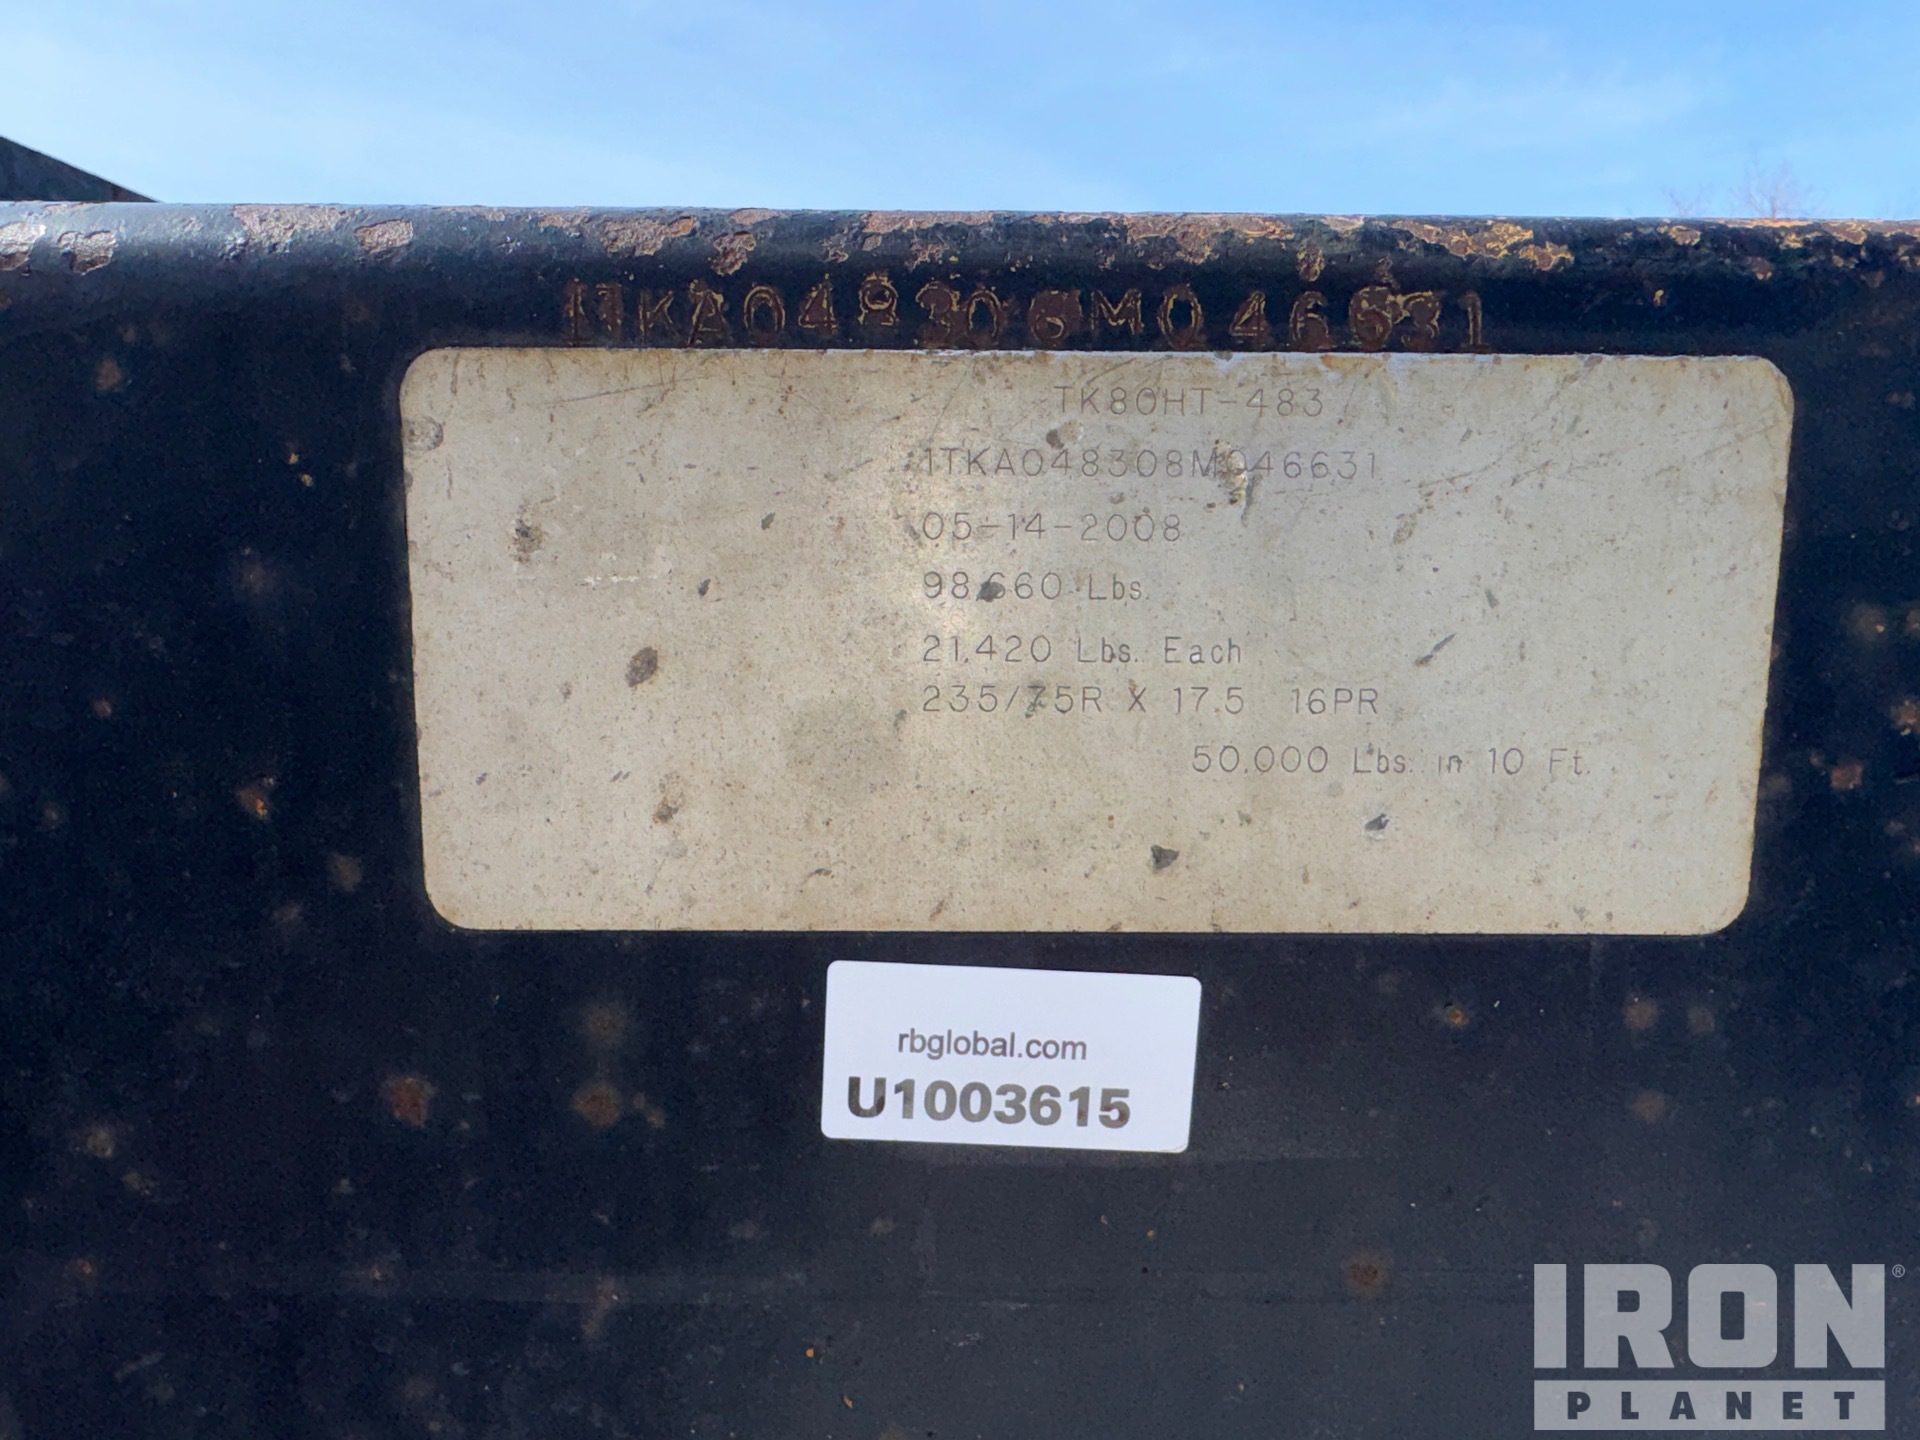 1TKA048308M046631
TK80HT-483
1TKA048308M046631
05-14-2008
98,660 Lbs.
21,420 Lbs. Each
235/75R X 17.5 16PR
50,000 Lbs. in 10 Ft.
rbglobal.com
U1003615
IRON®
PLANET